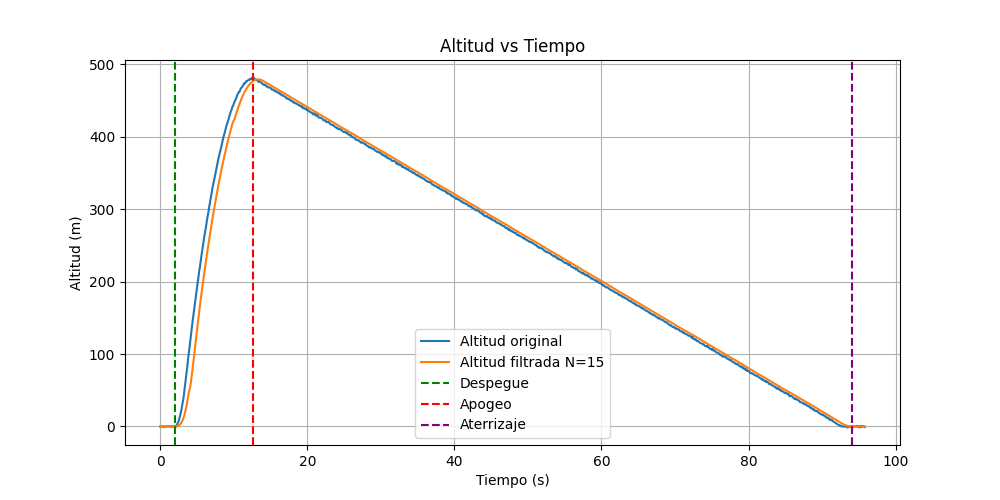 Altitud vs Tiempo
Altitud (m)
500
400
300
200
100
0
0 20 40 60 80 100
Tiempo (s)
Altitud original
Altitud filtrada N=15
Despegue
Apogeo
Aterrizaje